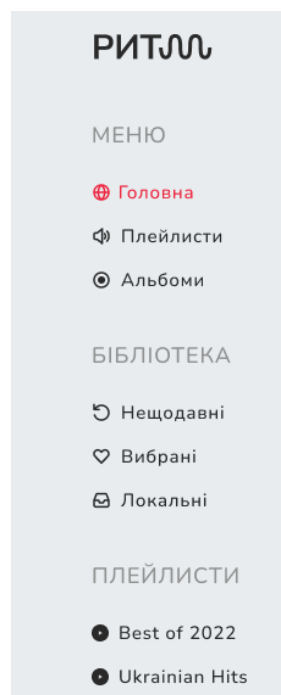 РИТМ
МЕНЮ
Головна
Плейлисти
Альбоми
БІБЛІОТЕКА
Нещодавні
Вибрані
Локальні
ПЛЕЙЛИСТИ
Best of 2022
Ukrainian Hits